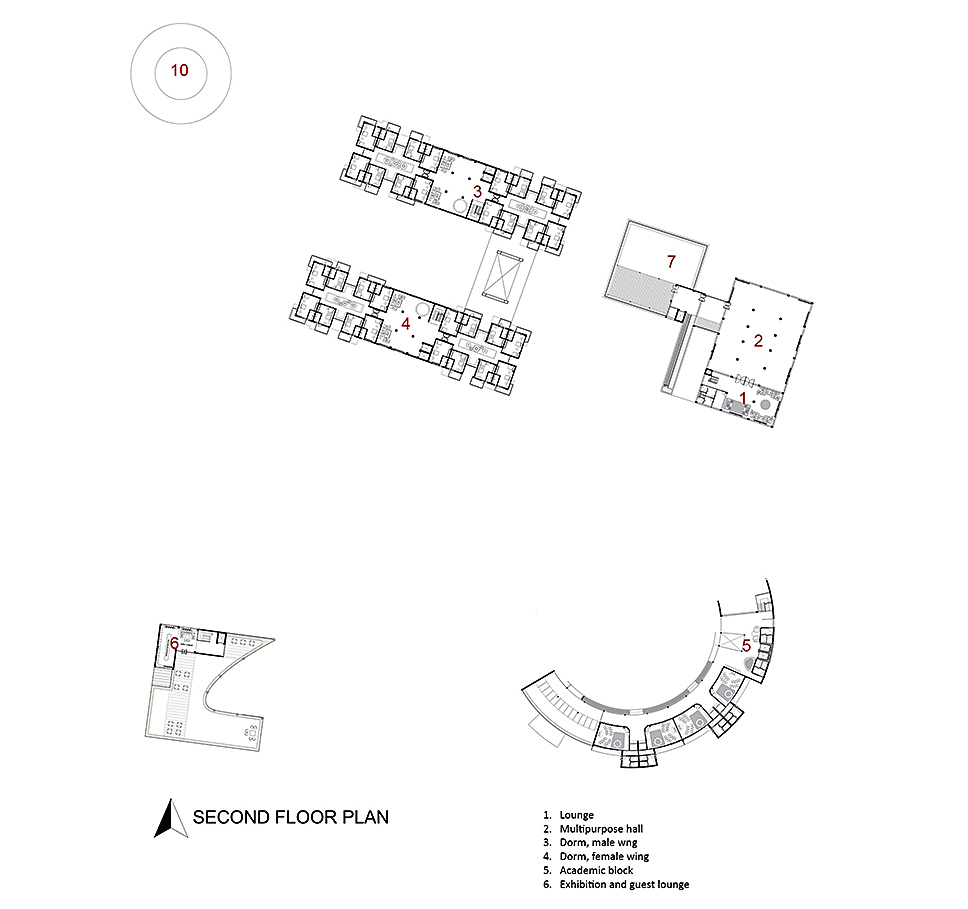 10
3
7
4
2
1
6
5
SECOND FLOOR PLAN
1. Lounge
2. Multipurpose hall
3. Dorm, male wng
4. Dorm, female wing
5. Academic block
6. Exhibition and guest lounge